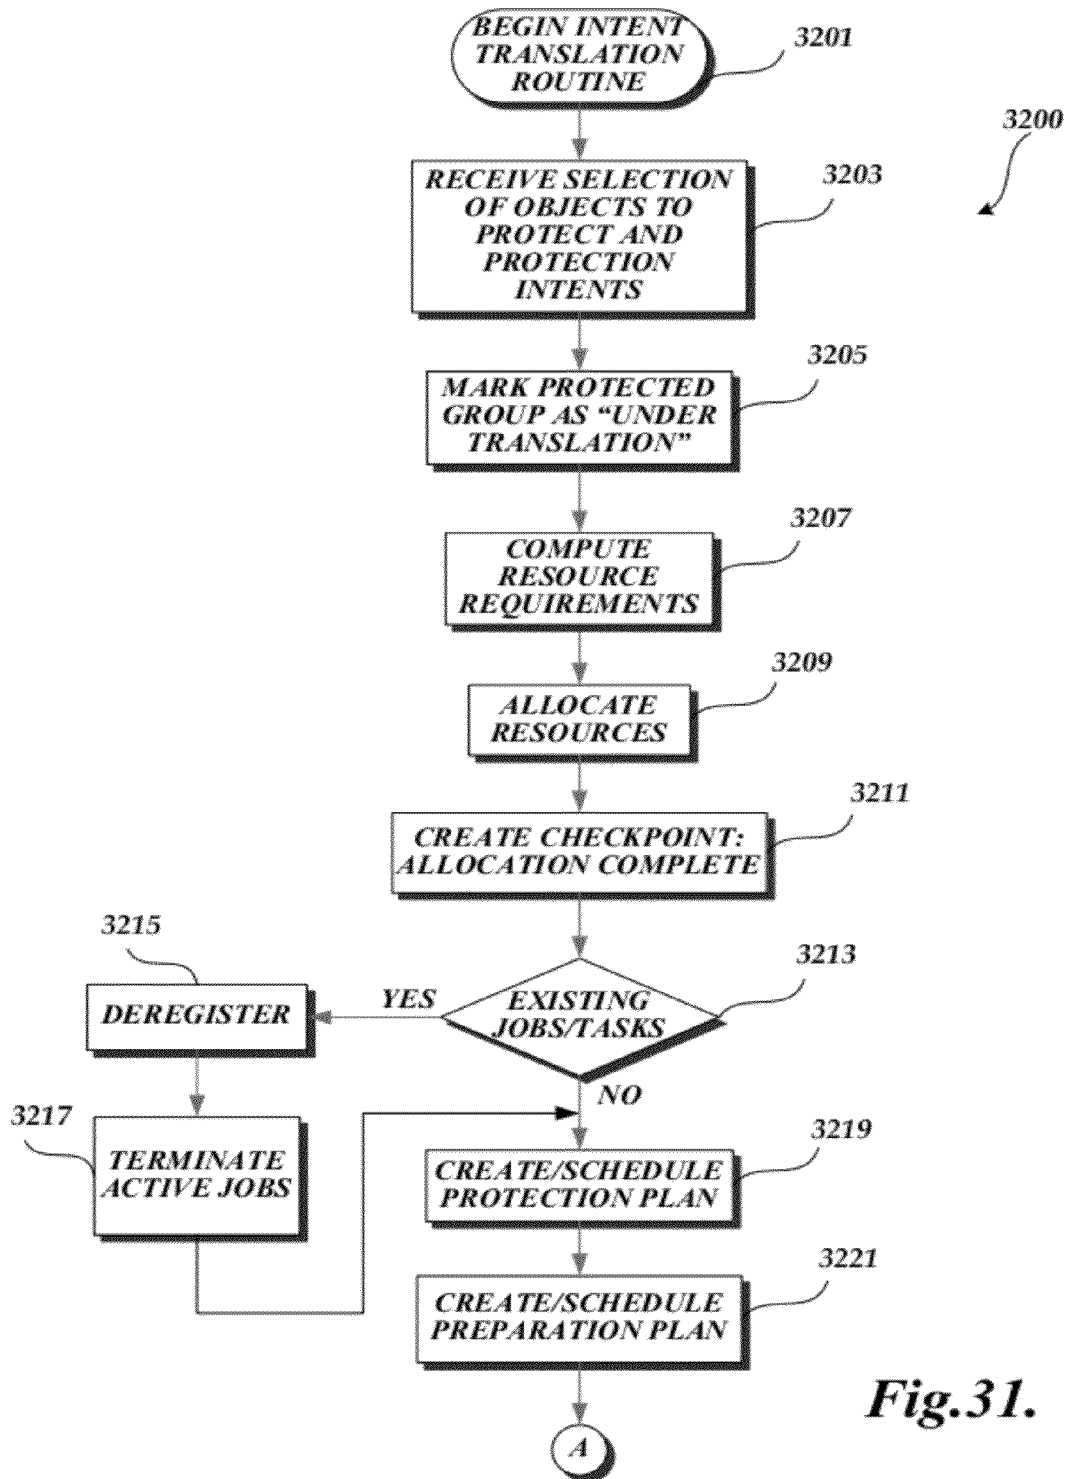 BEGIN INTENT
TRANSLATION
ROUTINE
3201
3200
RECEIVE SELECTION
OF OBJECTS TO
PROTECT AND
PROTECTION
INTENTS
3203
MARK PROTECTED
GROUP AS “UNDER
TRANSLATION”
3205
COMPUTE
RESOURCE
REQUIREMENTS
3207
ALLOCATE
RESOURCES
3209
CREATE CHECKPOINT:
ALLOCATION COMPLETE
3211
EXISTING
JOBS/TASKS
3213
YES
NO
3215
DEREGISTER
3217
TERMINATE
ACTIVE JOBS
CREATE/SCHEDULE
PROTECTION PLAN
3219
CREATE/SCHEDULE
PREPARATION PLAN
3221
A
Fig.31.